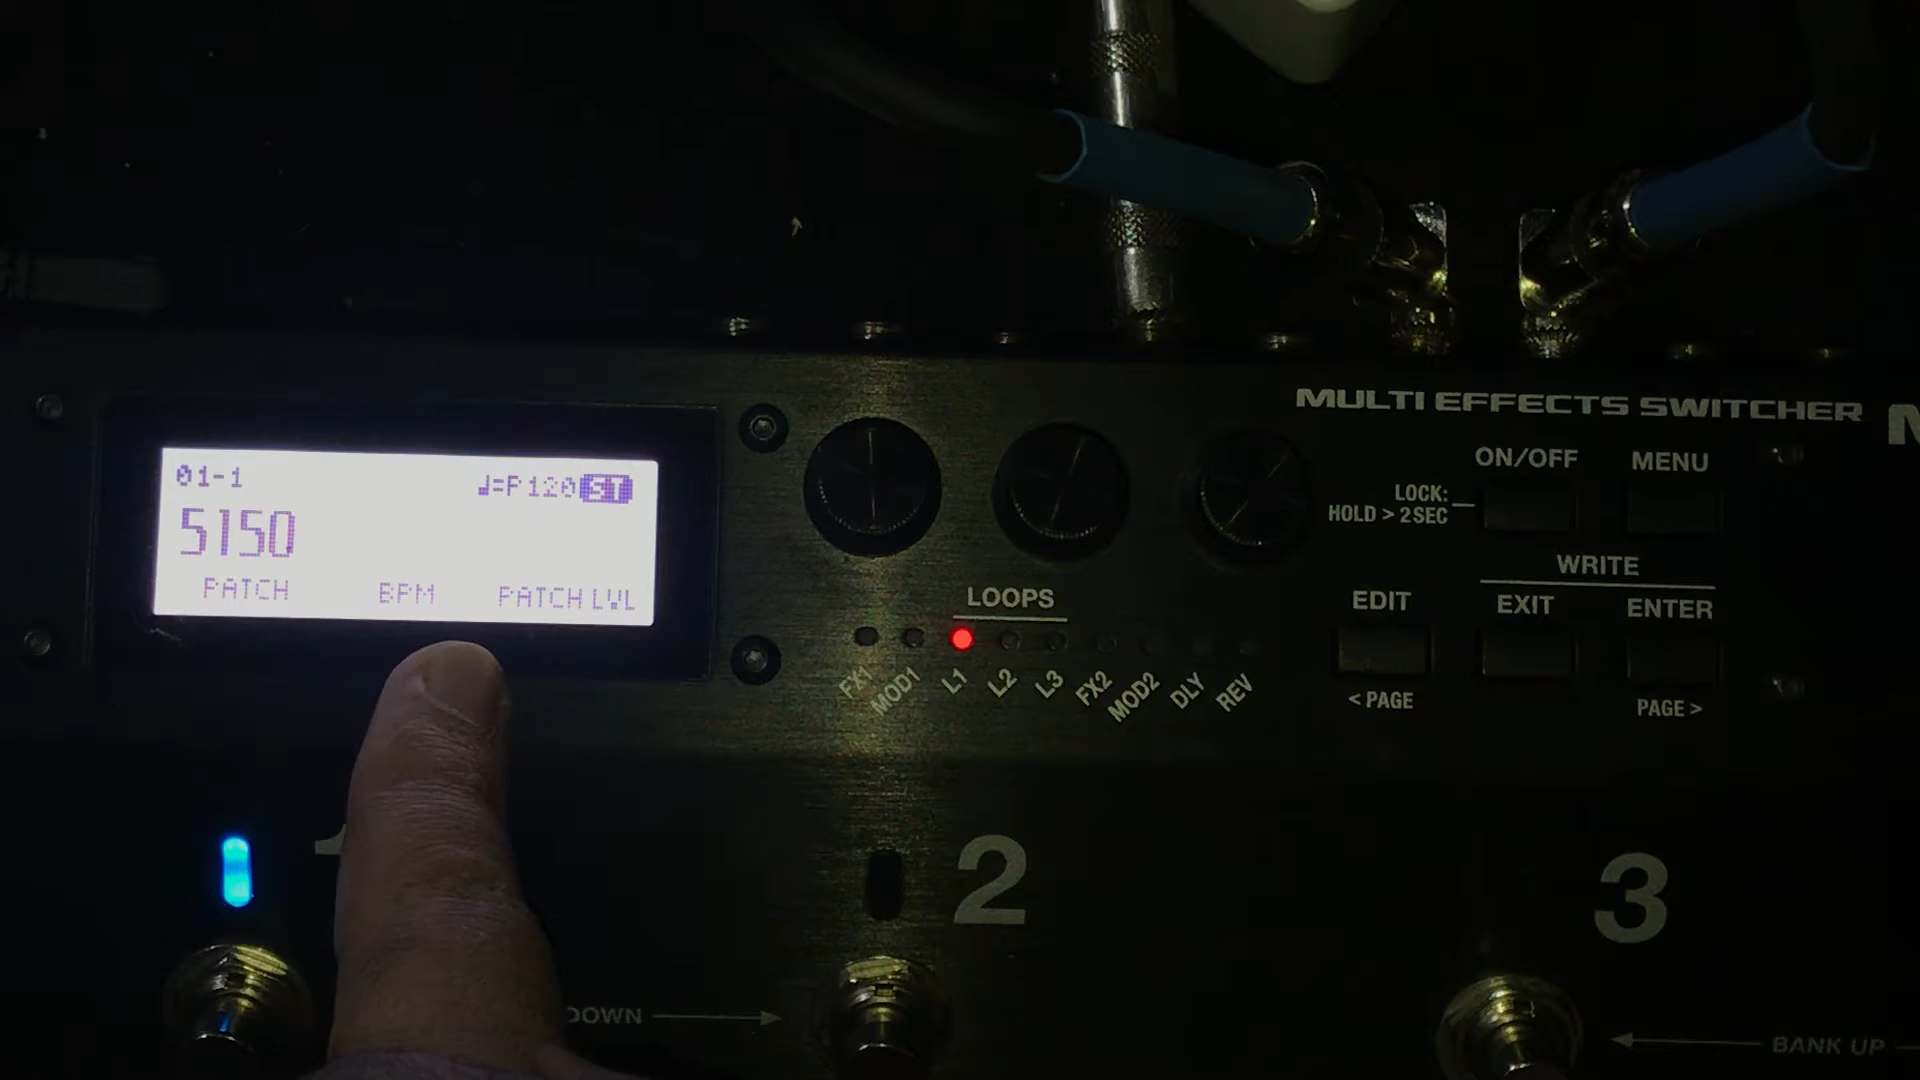 01-1
♩=P120 ST
5150
PATCH BPM PATCH LVL
MULTI EFFECTS SWITCHER
ON/OFF MENU
LOCK:
HOLD > 2SEC
WRITE
EDIT EXIT ENTER
< PAGE PAGE >
LOOPS
FX1 MOD1 L1 L2 L3 FX2 MOD2 DLY REV
2 3
DOWN
BANK UP